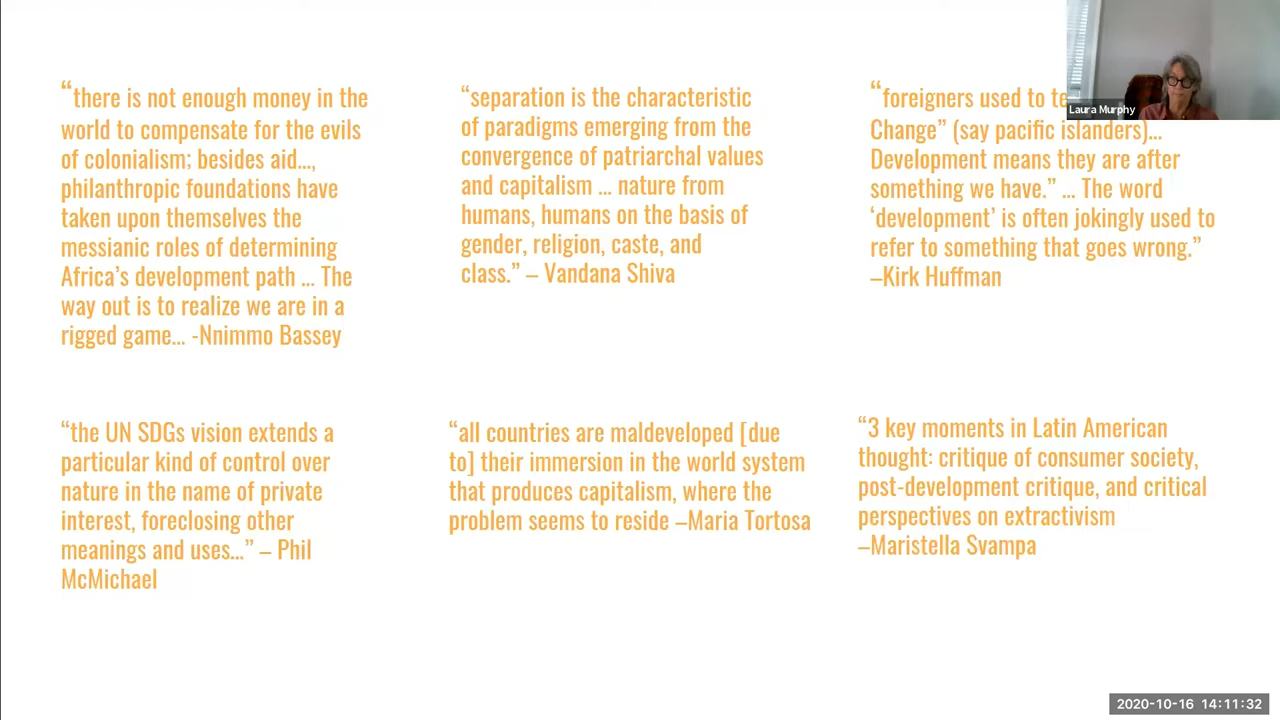 “there is not enough money in the
world to compensate for the evils
of colonialism; besides aid...,
philanthropic foundations have
taken upon themselves the
messianic roles of determining
Africa’s development path ... The
way out is to realize we are in a
rigged game... -Nnimmo Bassey
“separation is the characteristic
of paradigms emerging from the
convergence of patriarchal values
and capitalism ... nature from
humans, humans on the basis of
gender, religion, caste, and
class.” – Vandana Shiva
“foreigners used to
Change” (say pacific islanders)...
Development means they are after
something we have.” ... The word
‘development’ is often jokingly used to
refer to something that goes wrong.”
–Kirk Huffman
Laura Murphy
“the UN SDGs vision extends a
particular kind of control over
nature in the name of private
interest, foreclosing other
meanings and uses...” – Phil
McMichael
“all countries are maldeveloped [due
to] their immersion in the world system
that produces capitalism, where the
problem seems to reside –Maria Tortosa
“3 key moments in Latin American
thought: critique of consumer society,
post-development critique, and critical
perspectives on extractivism
–Maristella Svampa
2020-10-16 14:11:32